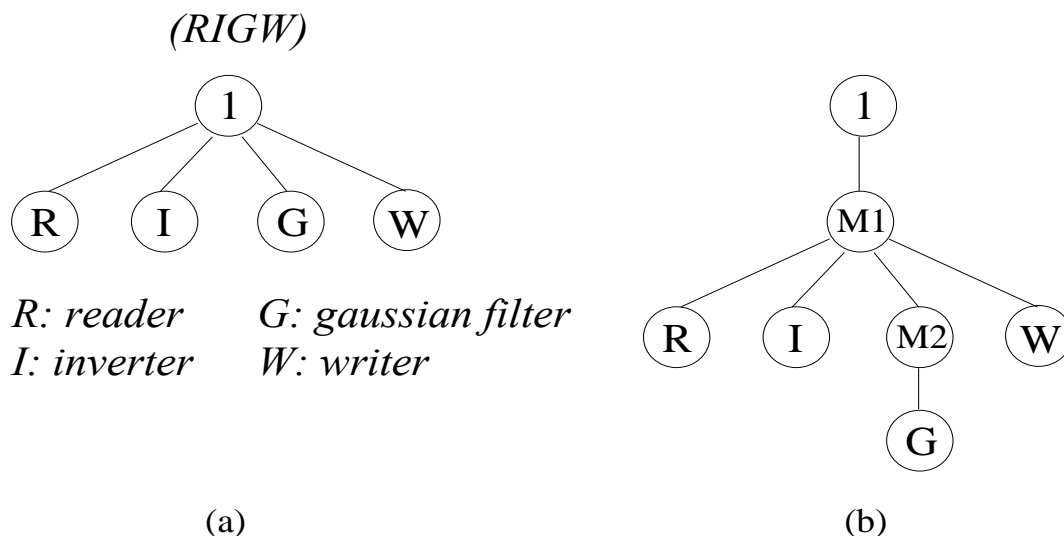 (RIGW)
1
R I G W
R: reader G: gaussian filter
I: inverter W: writer
(a)
1
M1
R I M2 W
G
(b)